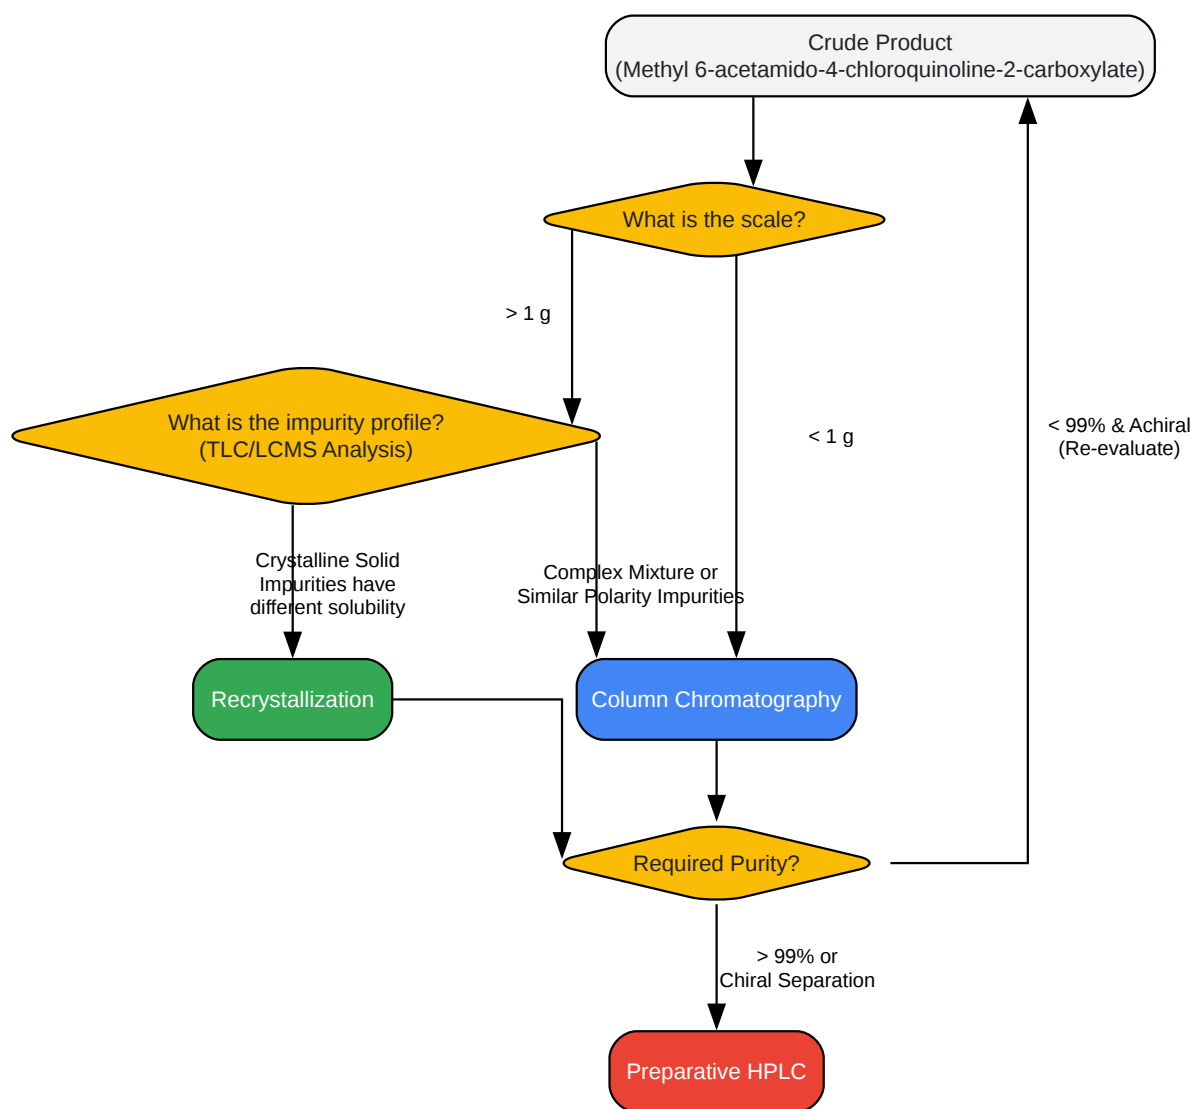 Crude Product
(Methyl 6-acetamido-4-chloroquinoline-2-carboxylate)
What is the scale?
> 1 g
What is the impurity profile?
(TLC/LCMS Analysis)
< 1 g
< 99% & Achiral
(Re-evaluate)
Crystalline Solid
Impurities have
different solubility
Complex Mixture or
Similar Polarity Impurities
Recrystallization
Column Chromatography
Required Purity?
> 99% or
Chiral Separation
Preparative HPLC